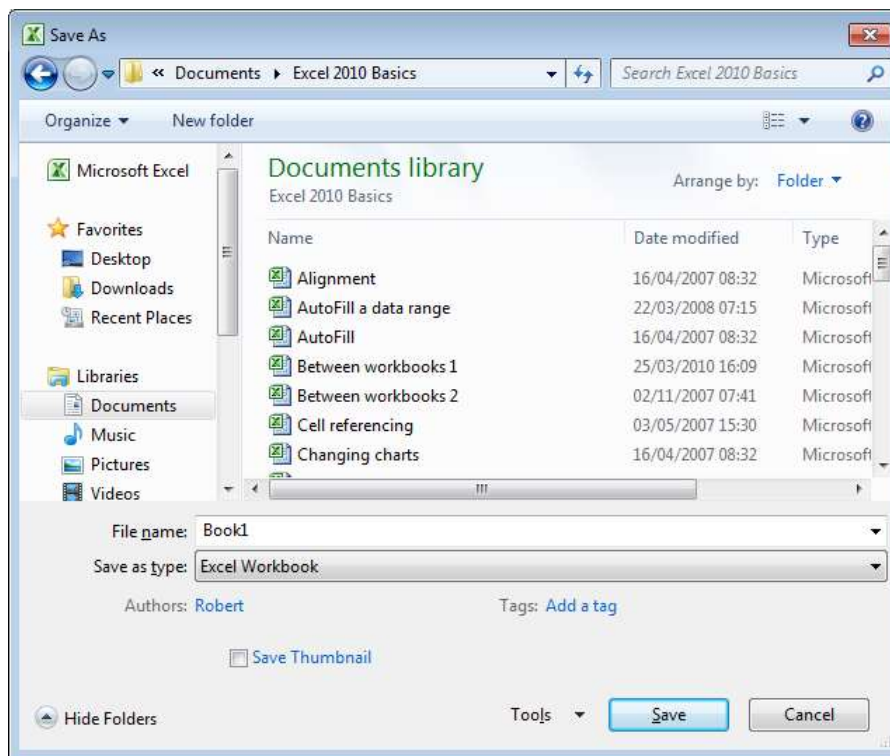 Save As
« Documents Excel 2010 Basics Search Excel 2010 Basics
Organize New folder
Microsoft Excel
Favorites
Desktop
Downloads
Recent Places
Libraries
Documents
Music
Pictures
Videos
Documents library
Excel 2010 Basics
Arrange by: Folder
Name Date modified Type
Alignment 16/04/2007 08:32 Microsoft
AutoFill a data range 22/03/2008 07:15 Microsoft
AutoFill 16/04/2007 08:32 Microsoft
Between workbooks 1 25/03/2010 16:09 Microsoft
Between workbooks 2 02/11/2007 07:41 Microsoft
Cell referencing 03/05/2007 15:30 Microsoft
Changing charts 16/04/2007 08:32 Microsoft
File name: Book1
Save as type: Excel Workbook
Authors: Robert Tags: Add a tag
Save Thumbnail
Hide Folders Tools Save Cancel